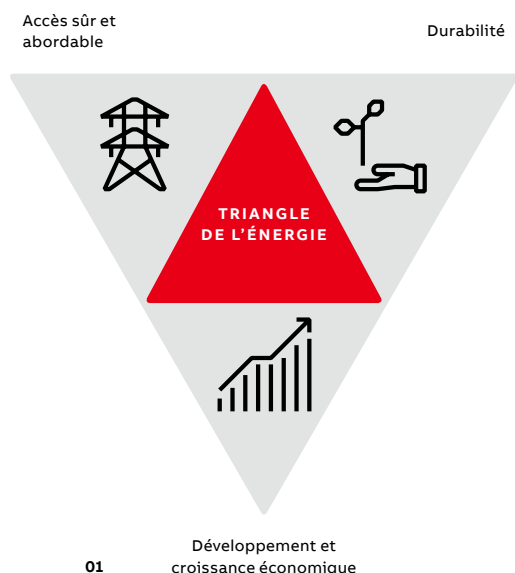 Accès sûr et
abordable
Durabilité
TRIANGLE
DE L’ÉNERGIE
Développement et
croissance économique
01